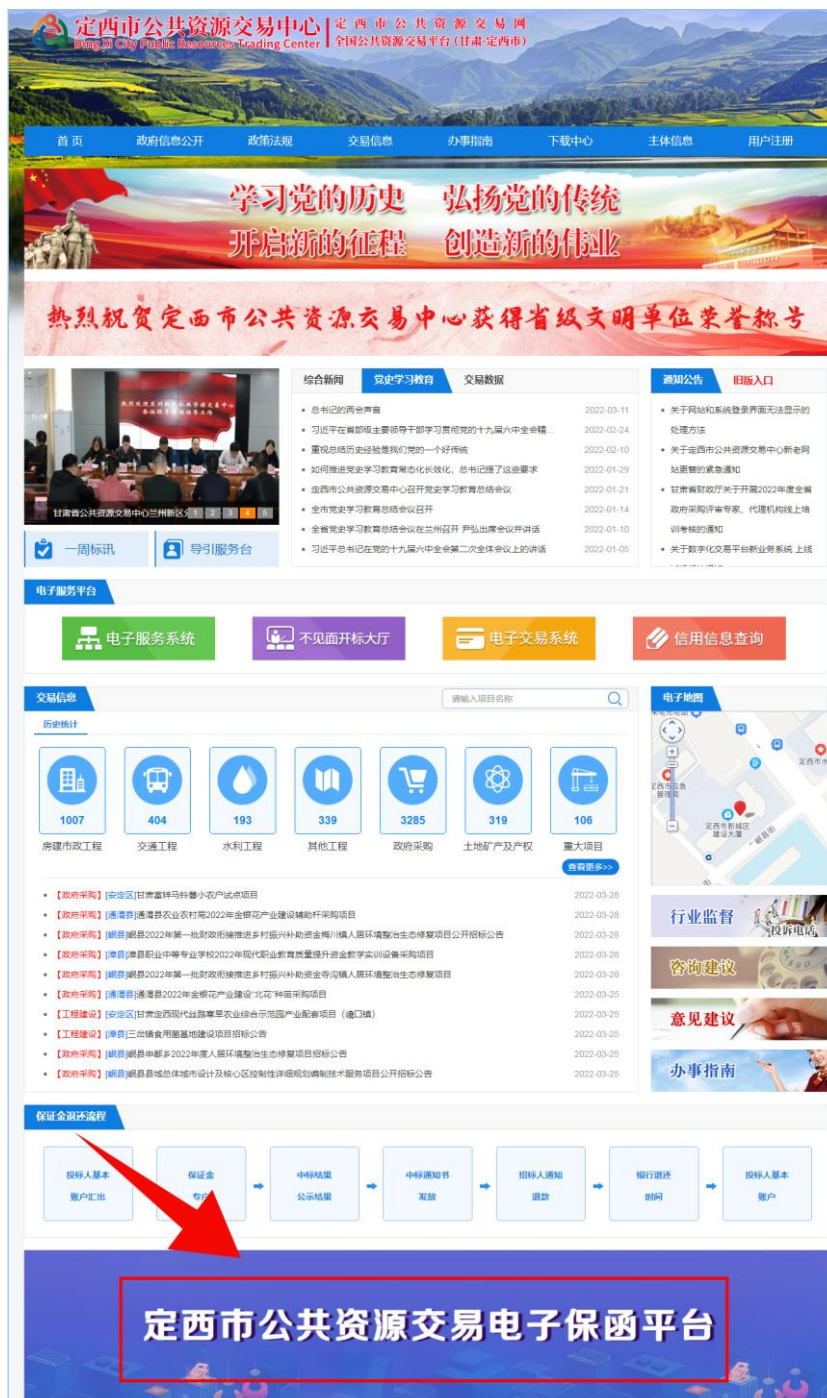 定西市公共资源交易中心
Ding Xi City Public Resources Trading Center
定西市公共资源交易网
全国公共资源交易平台(甘肃·定西市)
首页 政府信息公开 政策法规 交易信息 办事指南 下载中心 主体信息 用户注册
学习党的历史 弘扬党的传统
开启新的征程 创造新的伟业
热烈祝贺定西市公共资源交易中心获得省级文明单位荣誉称号
甘肃省公共资源交易中心兰州新区分
1 2 3 4 5
一周标讯 导引服务台
综合新闻 党史学习教育 交易数据
• 总书记的两会声音 2022-03-11
• 习近平在省部级主要领导干部学习贯彻党的十九届六中全会精... 2022-02-24
• 重视总结历史经验是我们党的一个好传统 2022-02-10
• 如何推进党史学习教育常态化长效化，总书记提了这些要求 2022-01-29
• 定西市公共资源交易中心召开党史学习教育总结会议 2022-01-21
• 全市党史学习教育总结会议召开 2022-01-14
• 全省党史学习教育总结会议在兰州召开 尹弘出席会议并讲话 2022-01-10
• 习近平总书记在党的十九届六中全会第二次全体会议上的讲话 2022-01-05
通知公告 旧版入口
• 关于网站和系统登录界面无法显示的
处理方法
• 关于定西市公共资源交易中心新老网
站更替的紧急通知
• 甘肃省财政厅关于开展2022年度全省
政府采购评审专家、代理机构线上培
训考核的通知
• 关于数字化交易平台新业务系统 上线
电子服务平台
电子服务系统 不见面开标大厅 电子交易系统 信用信息查询
交易信息
请输入项目名称
历史统计
1007 404 193 339 3285 319 106
房建市政工程 交通工程 水利工程 其他工程 政府采购 土地矿产及产权 重大项目
查看更多>>
• 【政府采购】[安定区]甘肃富锌马铃薯小农户试点项目 2022-03-28
• 【政府采购】[通渭县]通渭县农业农村局2022年金银花产业建设辅助杆采购项目 2022-03-28
• 【政府采购】[岷县]岷县2022年第一批财政衔接推进乡村振兴补助资金梅川镇人居环境整治生态修复项目公开招标公告 2022-03-28
• 【政府采购】[漳县]漳县职业中等专业学校2022年现代职业教育质量提升资金教学实训设备采购项目 2022-03-28
• 【政府采购】[岷县]岷县2022年第一批财政衔接推进乡村振兴补助资金寺沟镇人居环境整治生态修复项目 2022-03-28
• 【政府采购】[通渭县]通渭县2022年金银花产业建设“北花”种苗采购项目 2022-03-25
• 【工程建设】[安定区]甘肃定西现代丝路寒旱农业综合示范园产业配套项目（巉口镇） 2022-03-25
• 【工程建设】[漳县]三岔镇食用菌基地建设项目招标公告 2022-03-25
• 【政府采购】[岷县]岷县申都乡2022年度人居环境整治生态修复项目招标公告 2022-03-25
• 【政府采购】[岷县]岷县县城总体城市设计及核心区控制性详细规划编制技术服务项目公开招标公告 2022-03-25
电子地图
定西市新城区
建设大厦
岷县街
行业监督
投诉电话
咨询建议
意见建议
办事指南
保证金退还流程
投标人基本 保证金 中标结果 中标通知书 招标人通知 银行退还 投标人基本
账户汇出 专户 公示结果 发放 退款 时间 账户
定西市公共资源交易电子保函平台